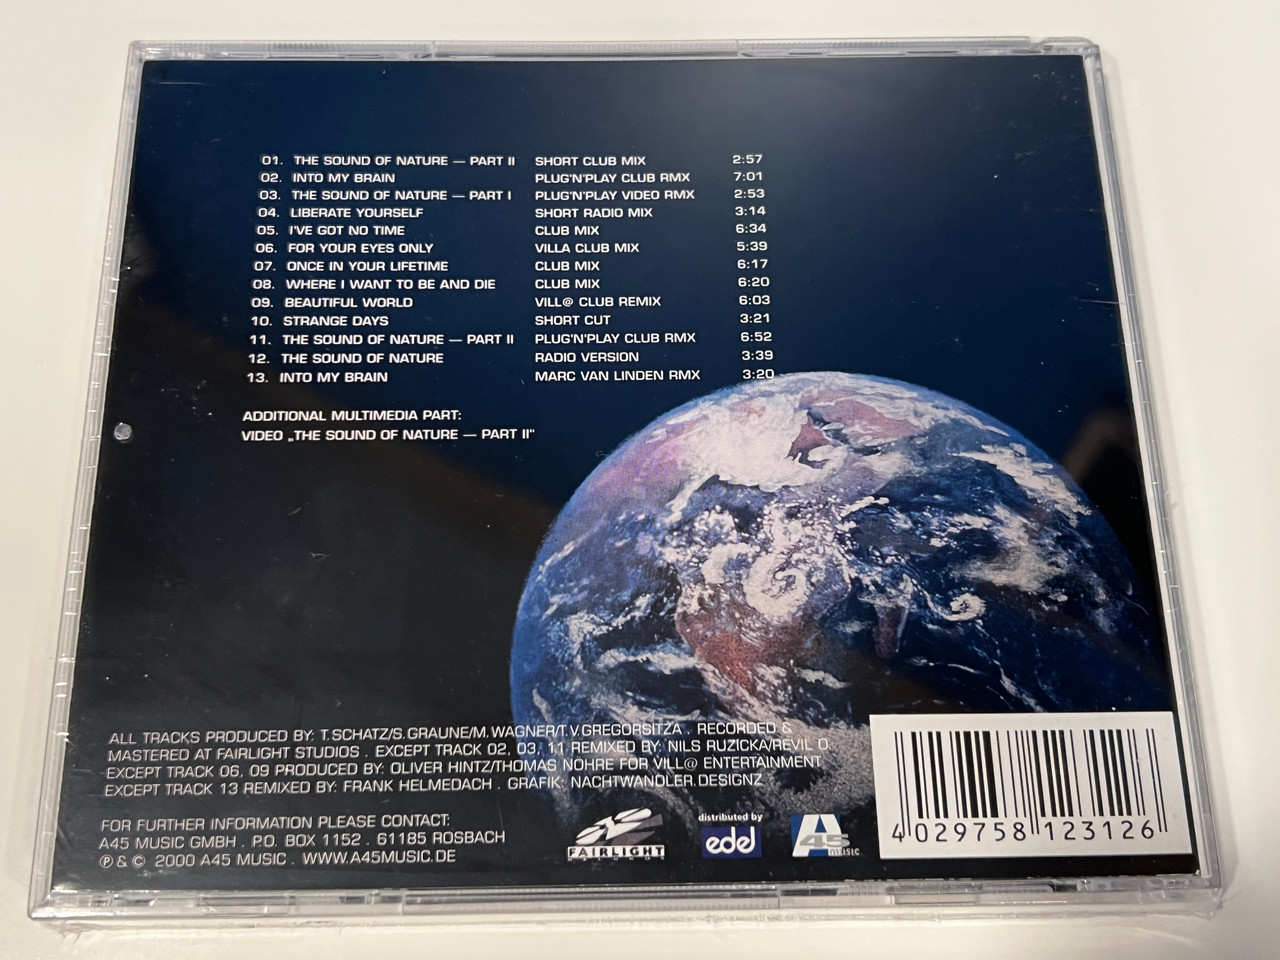 01. THE SOUND OF NATURE — PART II SHORT CLUB MIX 2:57
02. INTO MY BRAIN PLUG'N'PLAY CLUB RMX 7:01
03. THE SOUND OF NATURE — PART I PLUG'N'PLAY VIDEO RMX 2:53
04. LIBERATE YOURSELF SHORT RADIO MIX 3:14
05. I'VE GOT NO TIME CLUB MIX 6:34
06. FOR YOUR EYES ONLY VILLA CLUB MIX 5:39
07. ONCE IN YOUR LIFETIME CLUB MIX 6:17
08. WHERE I WANT TO BE AND DIE CLUB MIX 6:20
09. BEAUTIFUL WORLD VILL@ CLUB REMIX 6:03
10. STRANGE DAYS SHORT CUT 3:21
11. THE SOUND OF NATURE — PART II PLUG'N'PLAY CLUB RMX 6:52
12. THE SOUND OF NATURE RADIO VERSION 3:39
13. INTO MY BRAIN MARC VAN LINDEN RMX 3:20
ADDITIONAL MULTIMEDIA PART:
VIDEO „THE SOUND OF NATURE — PART II"
ALL TRACKS PRODUCED BY: T.SCHATZ/S.GRAUNE/M.WAGNER/T.V.GREGORSITZA . RECORDED &
MASTERED AT FAIRLIGHT STUDIOS . EXCEPT TRACK 02, 03, 11 REMIXED BY: NILS RUZICKA/REVIL O.
EXCEPT TRACK 06, 09 PRODUCED BY: OLIVER HINTZ/THOMAS NÖHRE FOR VILL@ ENTERTAINMENT
EXCEPT TRACK 13 REMIXED BY: FRANK HELMEDACH . GRAFIK: NACHTWANDLER.DESIGNZ
FOR FURTHER INFORMATION PLEASE CONTACT:
A45 MUSIC GMBH . P.O. BOX 1152 . 61185 ROSBACH
℗ & © 2000 A45 MUSIC . WWW.A45MUSIC.DE
FAIRLIGHT
distributed by
edel
A 45
music
4 029758 123126